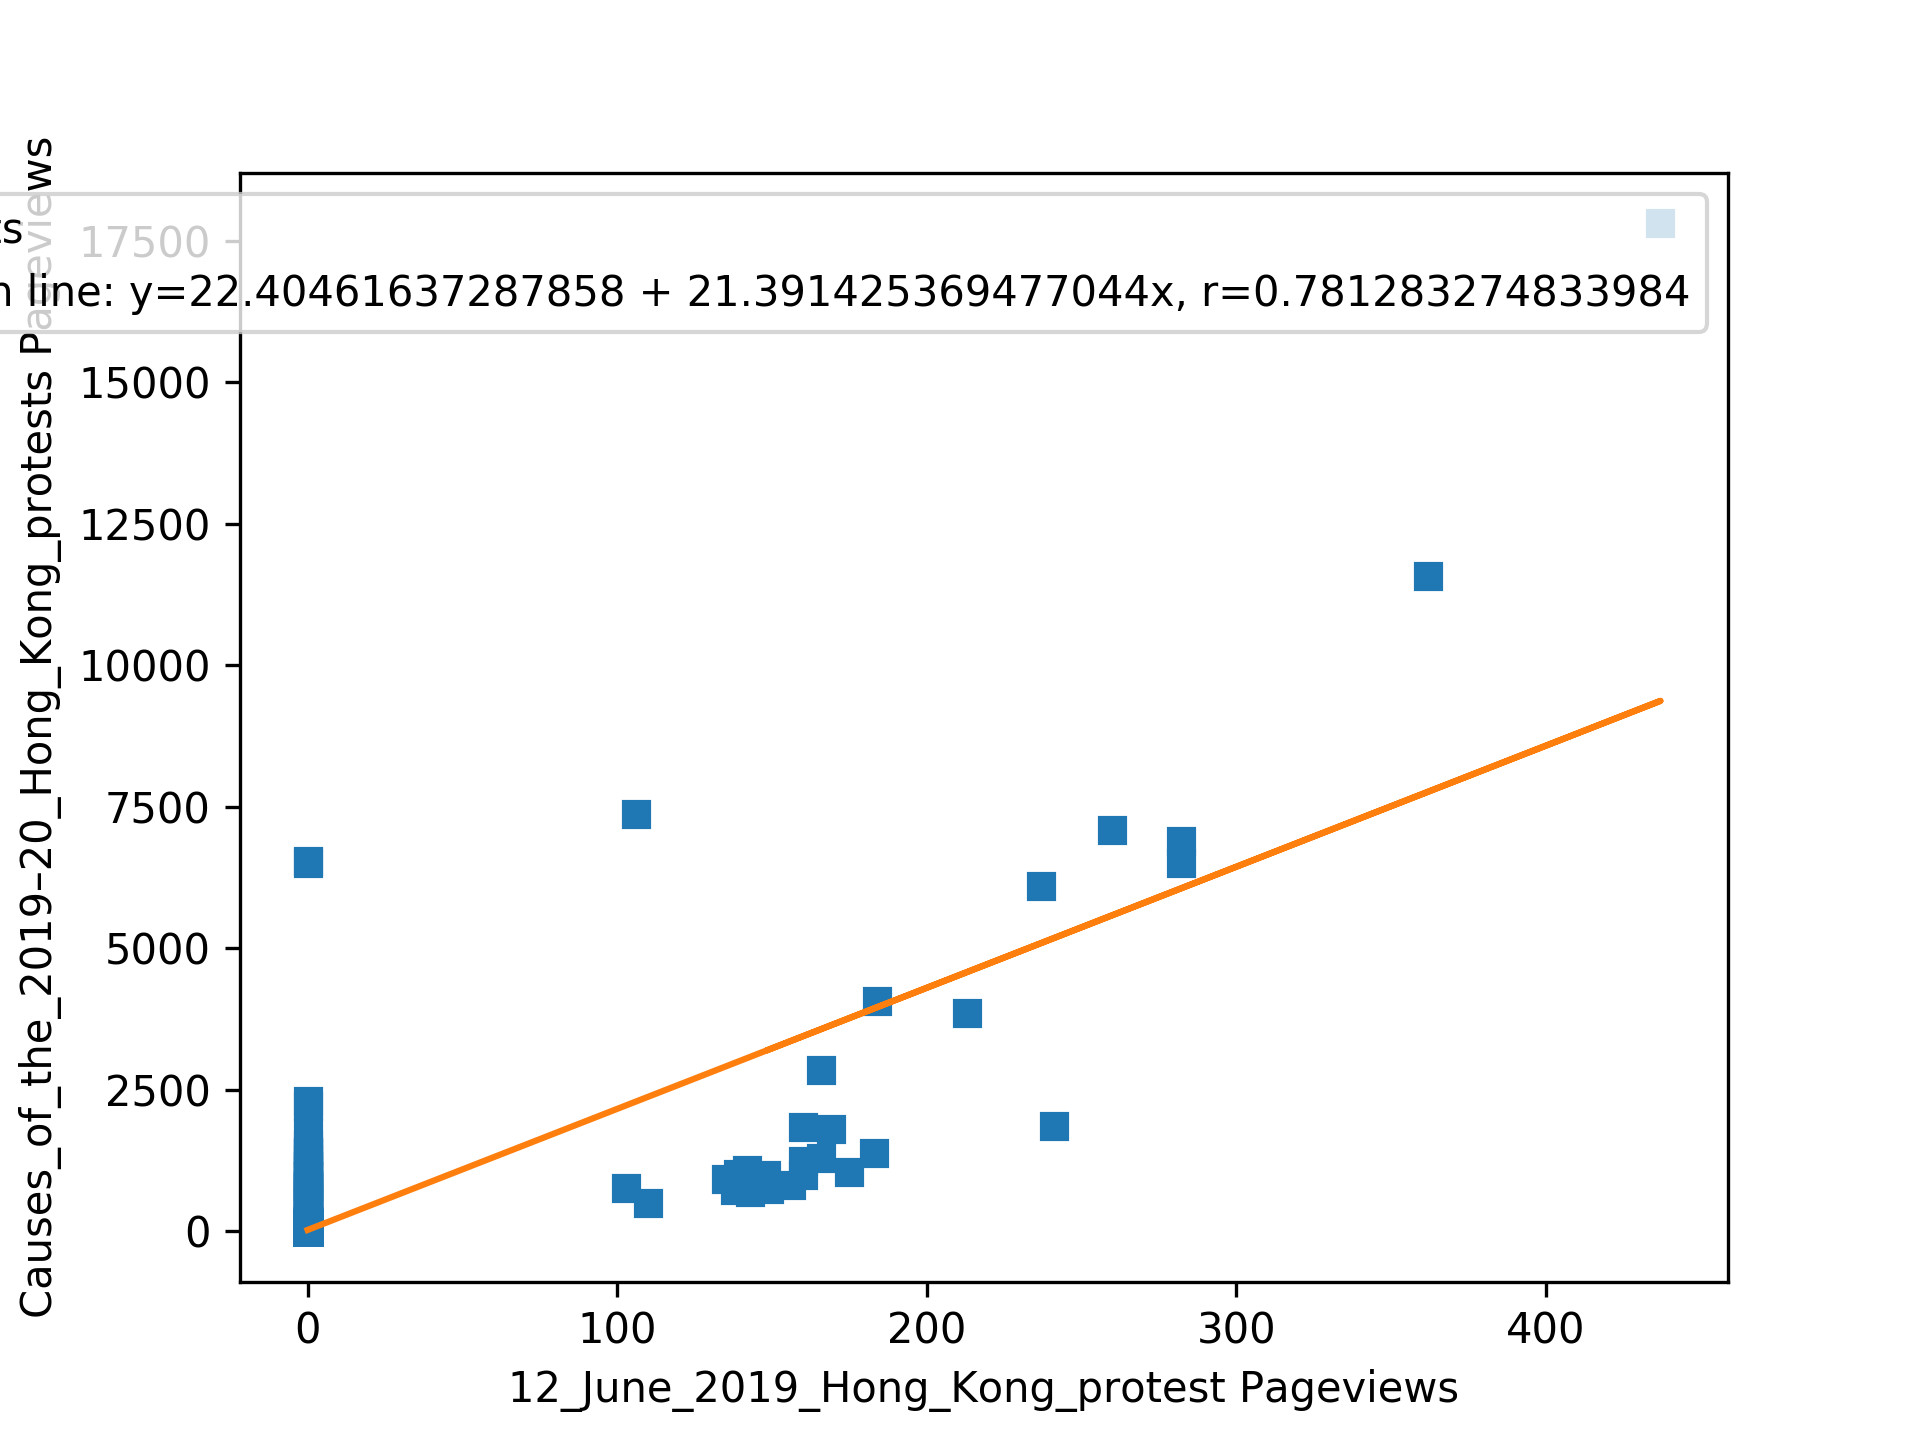 ts
n line: y=22.40461637287858 + 21.391425369477044x, r=0.781283274833984
Causes_of_the_2019–20_Hong_Kong_protests Pageviews
17500
15000
12500
10000
7500
5000
2500
0
0 100 200 300 400
12_June_2019_Hong_Kong_protest Pageviews